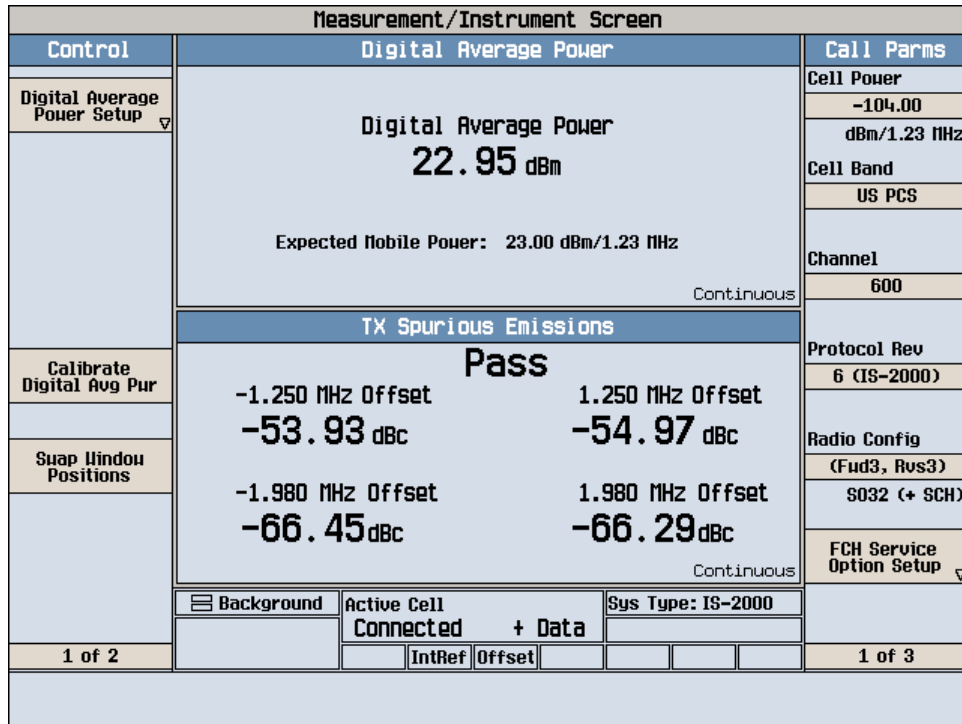 Measurement/Instrument Screen
Control
Digital Average
Power Setup
Calibrate
Digital Avg Pwr
Swap Window
Positions
1 of 2
Digital Average Power
Digital Average Power
22.95 dBm
Expected Mobile Power: 23.00 dBm/1.23 MHz
Continuous
TX Spurious Emissions
Pass
-1.250 MHz Offset
1.250 MHz Offset
-53.93 dBc
-54.97 dBc
-1.980 MHz Offset
1.980 MHz Offset
-66.45 dBc
-66.29 dBc
Continuous
Background
Active Cell
Sys Type: IS-2000
Connected + Data
IntRef
Offset
Call Parms
Cell Power
-104.00
dBm/1.23 MHz
Cell Band
US PCS
Channel
600
Protocol Rev
6 (IS-2000)
Radio Config
(Fwd3, Rvs3)
SO32 (+ SCH)
FCH Service
Option Setup
1 of 3